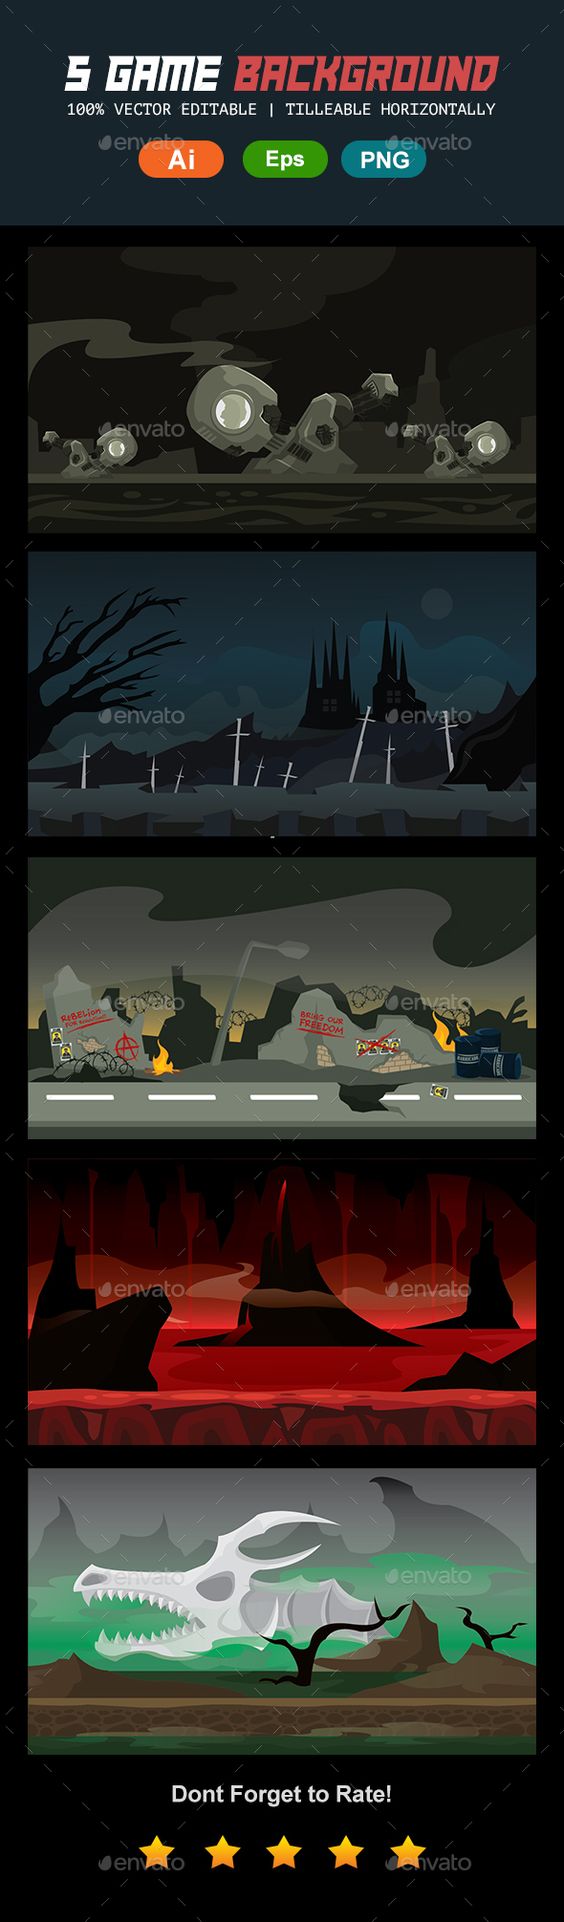 5 GAME BACKGROUND
100% VECTOR EDITABLE | TILLEABLE HORIZONTALLY
envato envato
Ai Eps PNG
envato envato
envato envato
envato envato
REBELion
BRING OUR
FREEDOM
envato envato
envato envato
Dont Forget to Rate!
envato envato